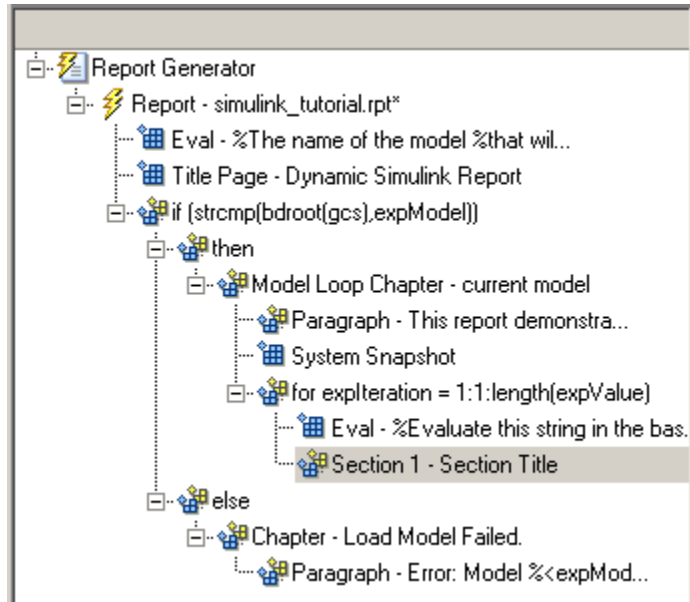 Report Generator
Report - simulink_tutorial.rpt*
Eval - %The name of the model %that wil...
Title Page - Dynamic Simulink Report
if (strcmp(bdroot(gcs),expModel))
then
Model Loop Chapter - current model
Paragraph - This report demonstra...
System Snapshot
for expIteration = 1:1:length(expValue)
Eval - %Evaluate this string in the bas.
Section 1 - Section Title
else
Chapter - Load Model Failed.
Paragraph - Error: Model %<expMod...